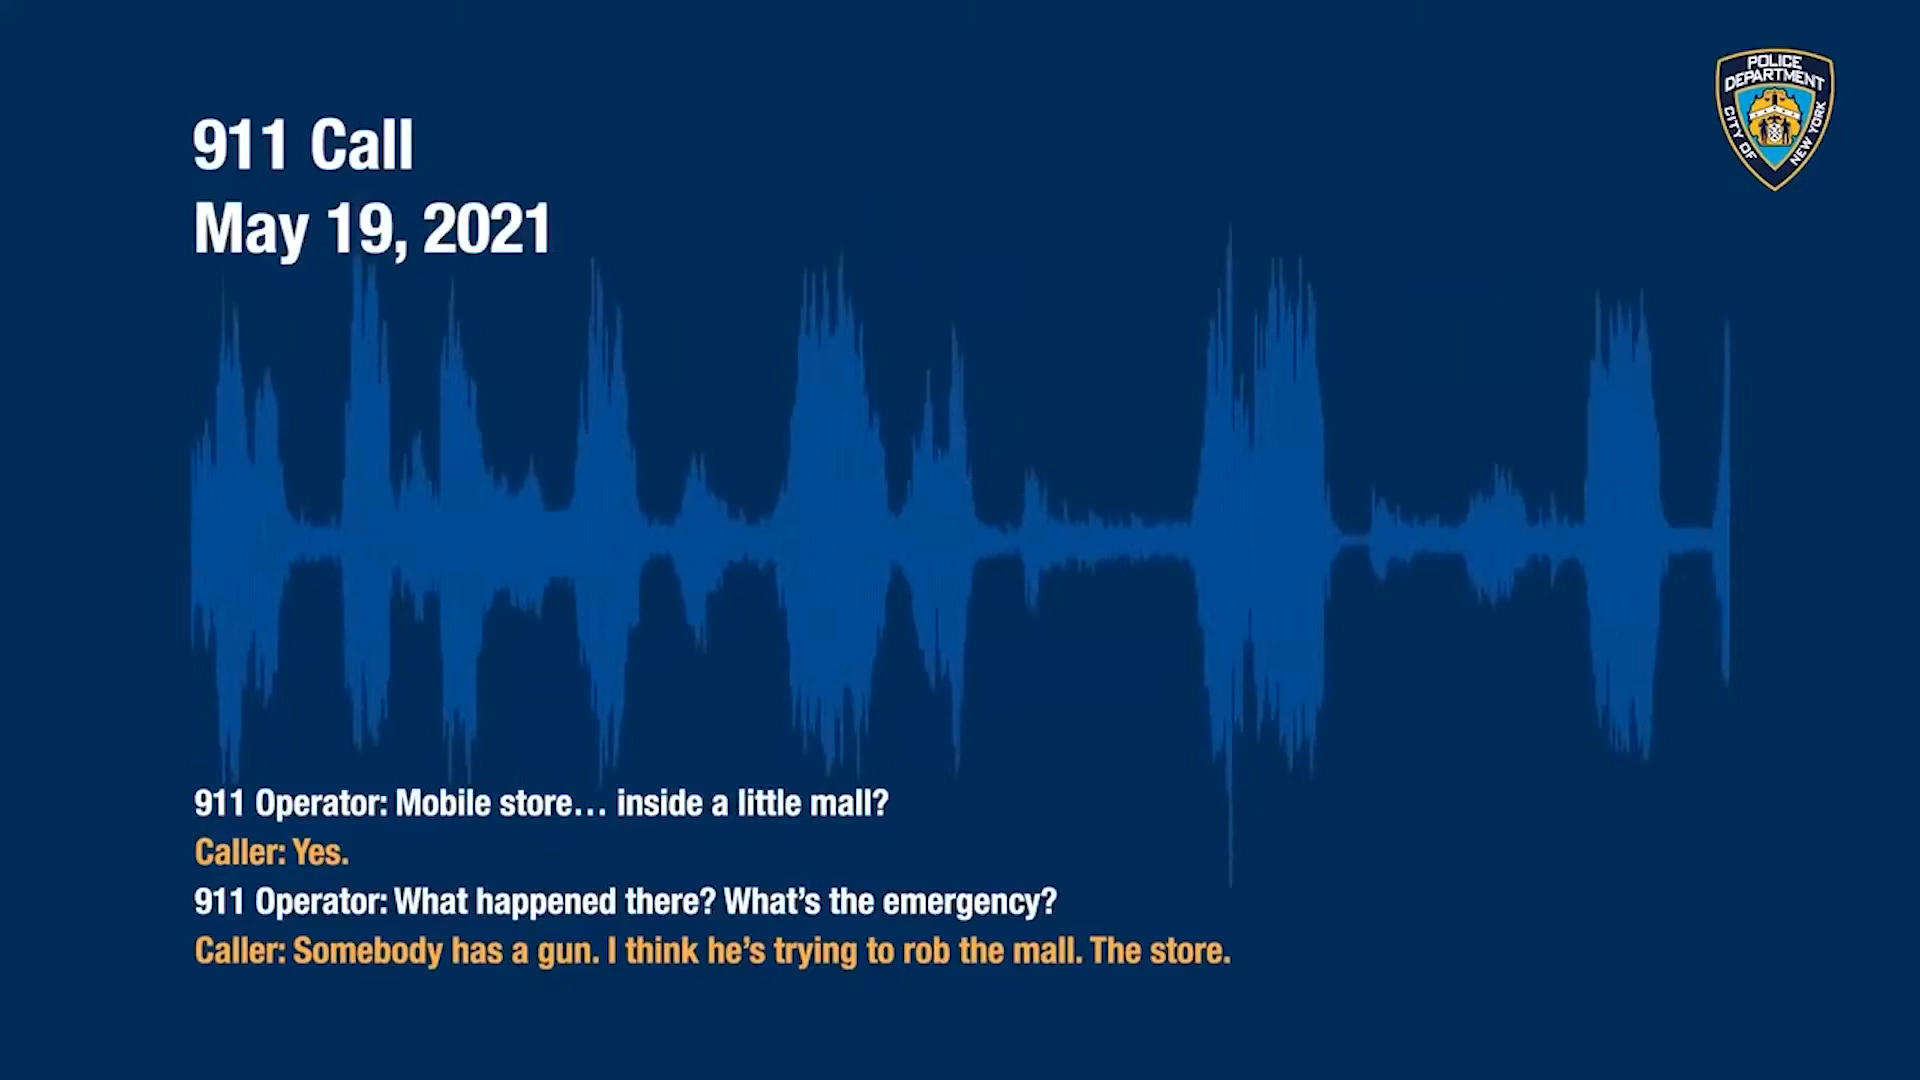 POLICE
DEPARTMENT
CITY OF
NEW YORK
911 Call
May 19, 2021
911 Operator: Mobile store… inside a little mall?
Caller: Yes.
911 Operator: What happened there? What’s the emergency?
Caller: Somebody has a gun. I think he’s trying to rob the mall. The store.